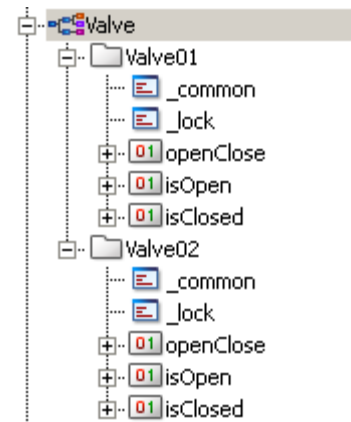 Valve
Valve01
_common
_lock
01 openClose
01 isOpen
01 isClosed
Valve02
_common
_lock
01 openClose
01 isOpen
01 isClosed